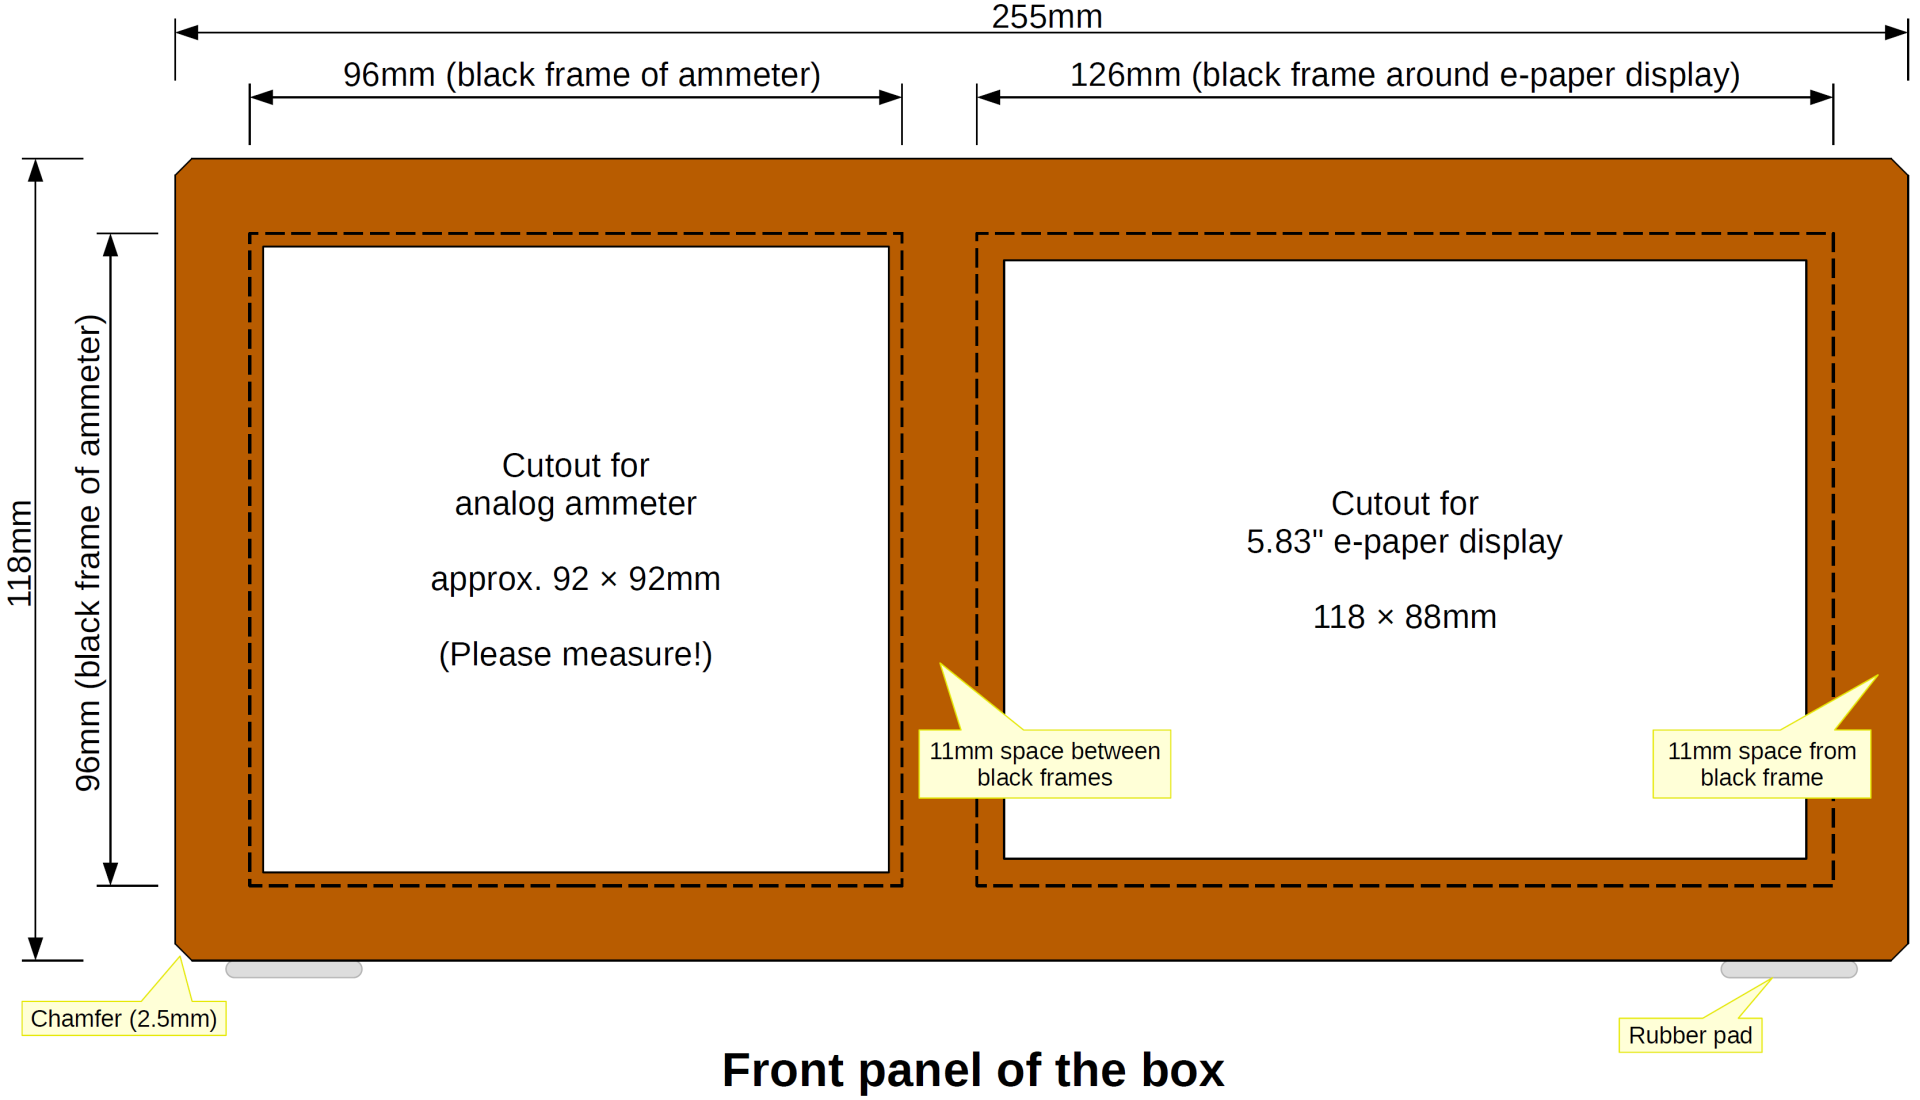 255mm
96mm (black frame of ammeter)
126mm (black frame around e-paper display)
118mm
96mm (black frame of ammeter)
Cutout for
analog ammeter
approx. 92 × 92mm
(Please measure!)
Cutout for
5.83" e-paper display
118 × 88mm
11mm space between
black frames
11mm space from
black frame
Chamfer (2.5mm)
Rubber pad
Front panel of the box